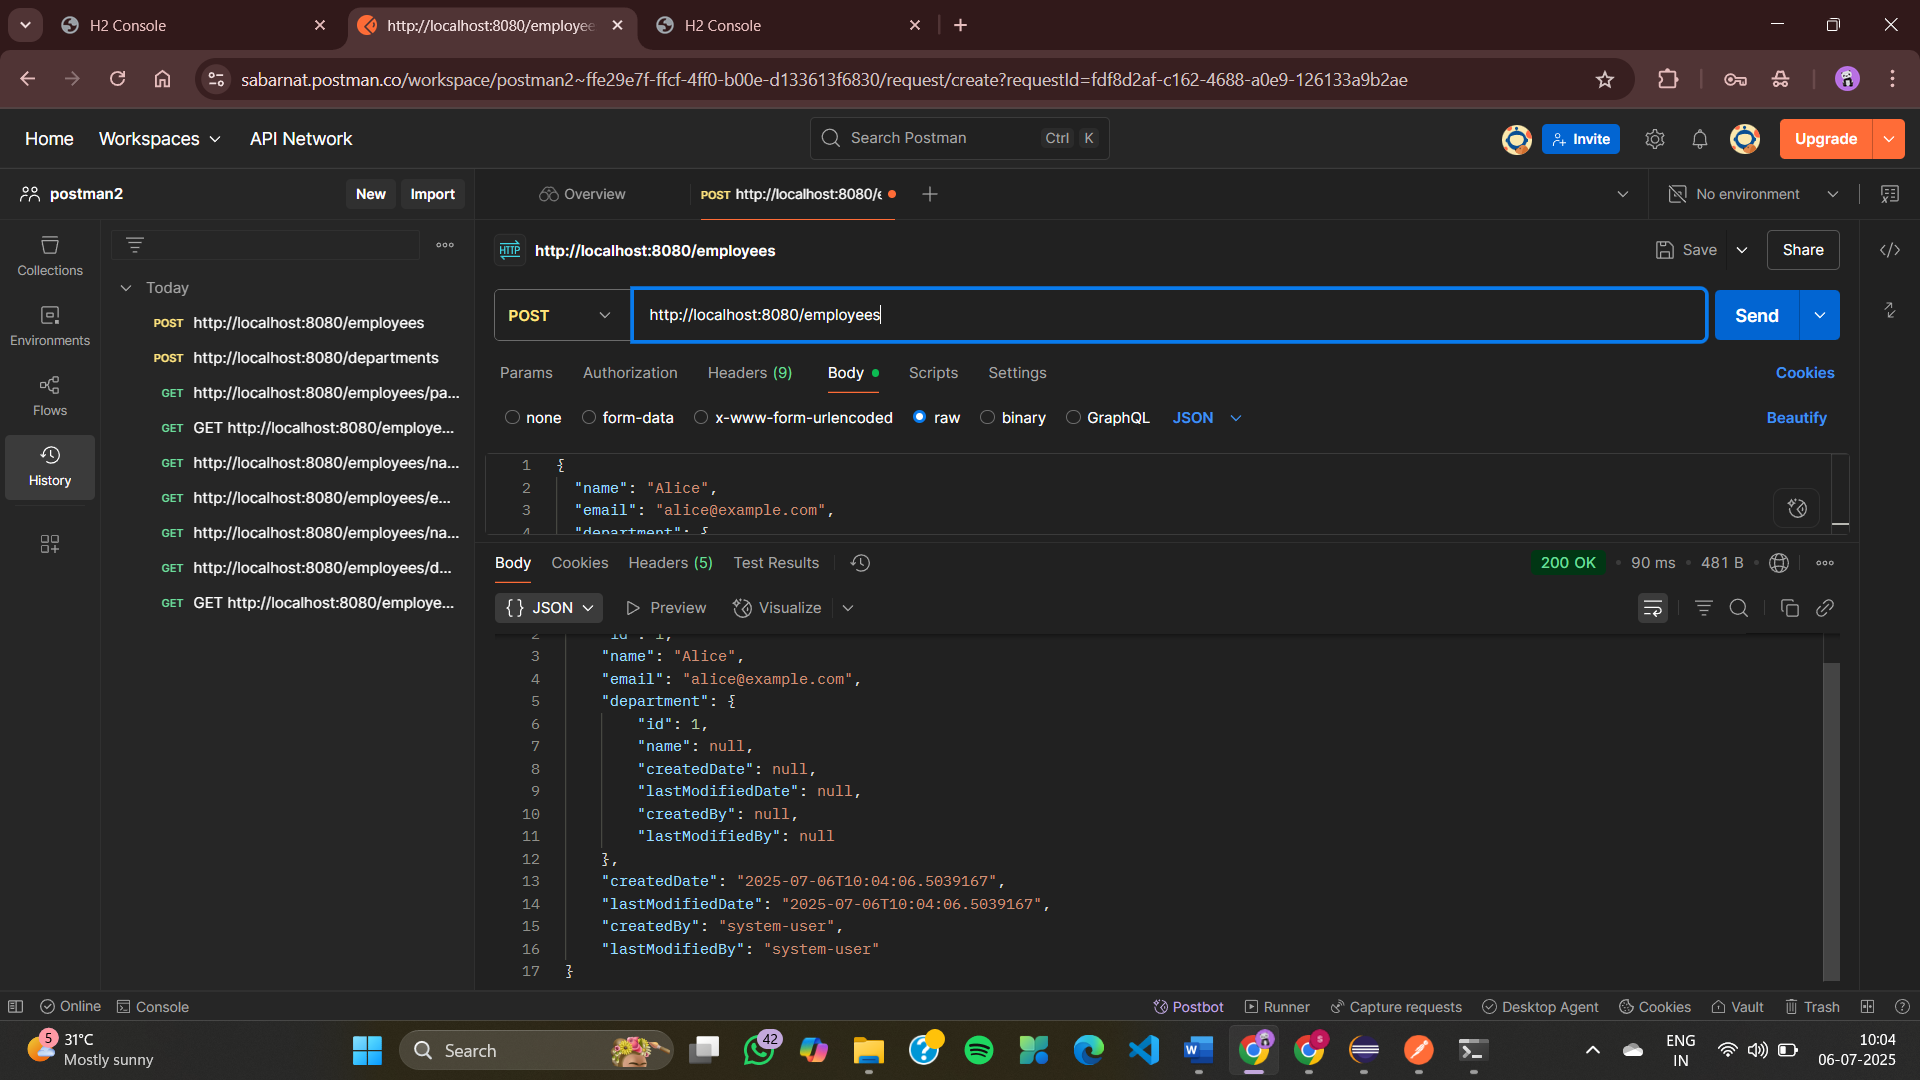 H2 Console
http://localhost:8080/employee
H2 Console
sabarnat.postman.co/workspace/postman2~ffe29e7f-ffcf-4ff0-b00e-d133613f6830/request/create?requestId=fdf8d2af-c162-4688-a0e9-126133a9b2ae
Home
Workspaces
API Network
Search Postman
Ctrl K
Invite
Upgrade
postman2
New
Import
Overview
POST http://localhost:8080/e
No environment
Collections
Environments
Flows
History
Today
POST http://localhost:8080/employees
POST http://localhost:8080/departments
GET http://localhost:8080/employees/pa...
GET GET http://localhost:8080/employe...
GET http://localhost:8080/employees/na...
GET http://localhost:8080/employees/e...
GET http://localhost:8080/employees/na...
GET http://localhost:8080/employees/d...
GET GET http://localhost:8080/employe...
HTTP http://localhost:8080/employees
Save
Share
POST
http://localhost:8080/employees
Send
Params
Authorization
Headers (9)
Body
Scripts
Settings
Cookies
none
form-data
x-www-form-urlencoded
raw
binary
GraphQL
JSON
Beautify
1 {
2 "name": "Alice",
3 "email": "alice@example.com",
4 "department": {
Body
Cookies
Headers (5)
Test Results
200 OK
90 ms
481 B
{} JSON
Preview
Visualize
2 "id": 1,
3 "name": "Alice",
4 "email": "alice@example.com",
5 "department": {
6 "id": 1,
7 "name": null,
8 "createdDate": null,
9 "lastModifiedDate": null,
10 "createdBy": null,
11 "lastModifiedBy": null
12 },
13 "createdDate": "2025-07-06T10:04:06.5039167",
14 "lastModifiedDate": "2025-07-06T10:04:06.5039167",
15 "createdBy": "system-user",
16 "lastModifiedBy": "system-user"
17 }
Online
Console
Postbot
Runner
Capture requests
Desktop Agent
Cookies
Vault
Trash
5
31°C
Mostly sunny
Search
42
S
ENG
IN
10:04
06-07-2025